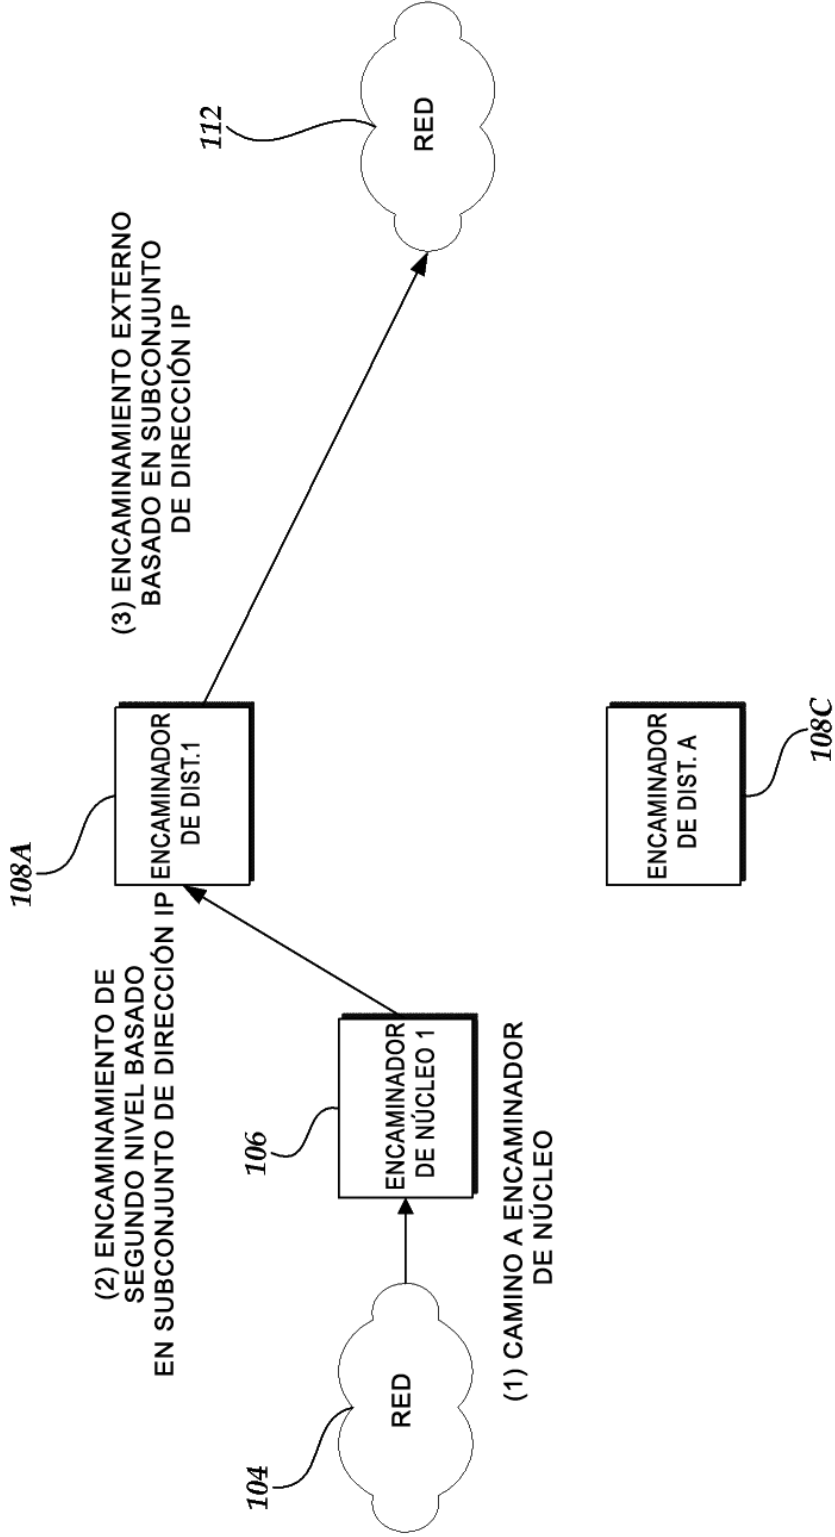 104
RED
(1) CAMINO A ENCAMINADOR
DE NÚCLEO
106
ENCAMINADOR
DE NÚCLEO 1
(2) ENCAMINAMIENTO DE
SEGUNDO NIVEL BASADO
EN SUBCONJUNTO DE DIRECCIÓN IP
108A
ENCAMINADOR
DE DIST.1
(3) ENCAMINAMIENTO EXTERNO
BASADO EN SUBCONJUNTO
DE DIRECCIÓN IP
112
RED
ENCAMINADOR
DE DIST. A
108C